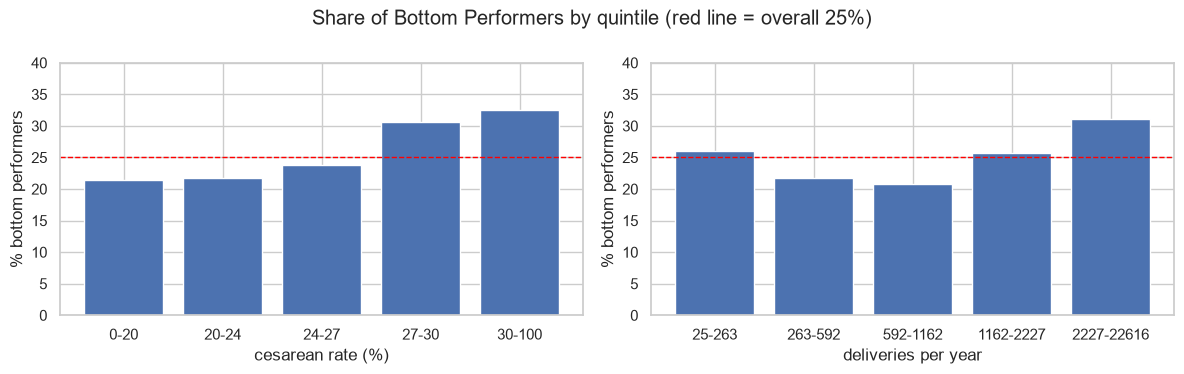 Share of Bottom Performers by quintile (red line = overall 25%)
% bottom performers
40
35
30
25
20
15
10
5
0
0-20 20-24 24-27 27-30 30-100
cesarean rate (%)
% bottom performers
40
35
30
25
20
15
10
5
0
25-263 263-592 592-1162 1162-2227 2227-22616
deliveries per year